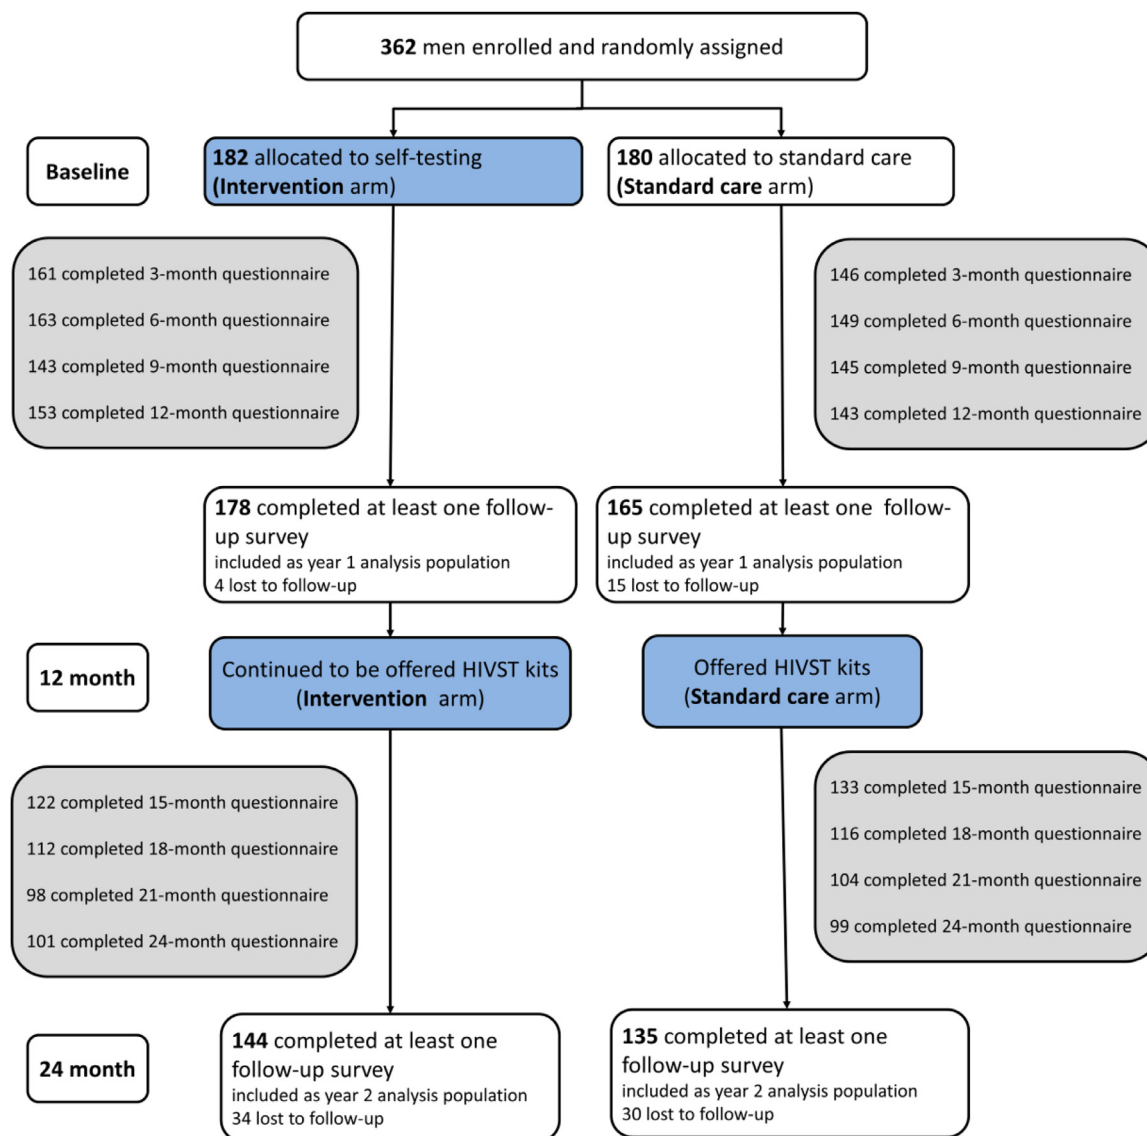 362 men enrolled and randomly assigned
Baseline
182 allocated to self-testing
(Intervention arm)
180 allocated to standard care
(Standard care arm)
161 completed 3-month questionnaire
163 completed 6-month questionnaire
143 completed 9-month questionnaire
153 completed 12-month questionnaire
146 completed 3-month questionnaire
149 completed 6-month questionnaire
145 completed 9-month questionnaire
143 completed 12-month questionnaire
178 completed at least one follow-
up survey
included as year 1 analysis population
4 lost to follow-up
165 completed at least one follow-
up survey
included as year 1 analysis population
15 lost to follow-up
12 month
Continued to be offered HIVST kits
(Intervention arm)
Offered HIVST kits
(Standard care arm)
122 completed 15-month questionnaire
112 completed 18-month questionnaire
98 completed 21-month questionnaire
101 completed 24-month questionnaire
133 completed 15-month questionnaire
116 completed 18-month questionnaire
104 completed 21-month questionnaire
99 completed 24-month questionnaire
24 month
144 completed at least one
follow-up survey
included as year 2 analysis population
34 lost to follow-up
135 completed at least one
follow-up survey
included as year 2 analysis population
30 lost to follow-up